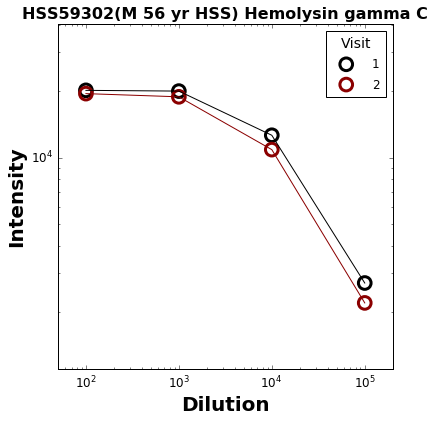 HSS59302(M 56 yr HSS) Hemolysin gamma C
Visit
1
2
Intensity
10⁴
10² 10³ 10⁴ 10⁵
Dilution